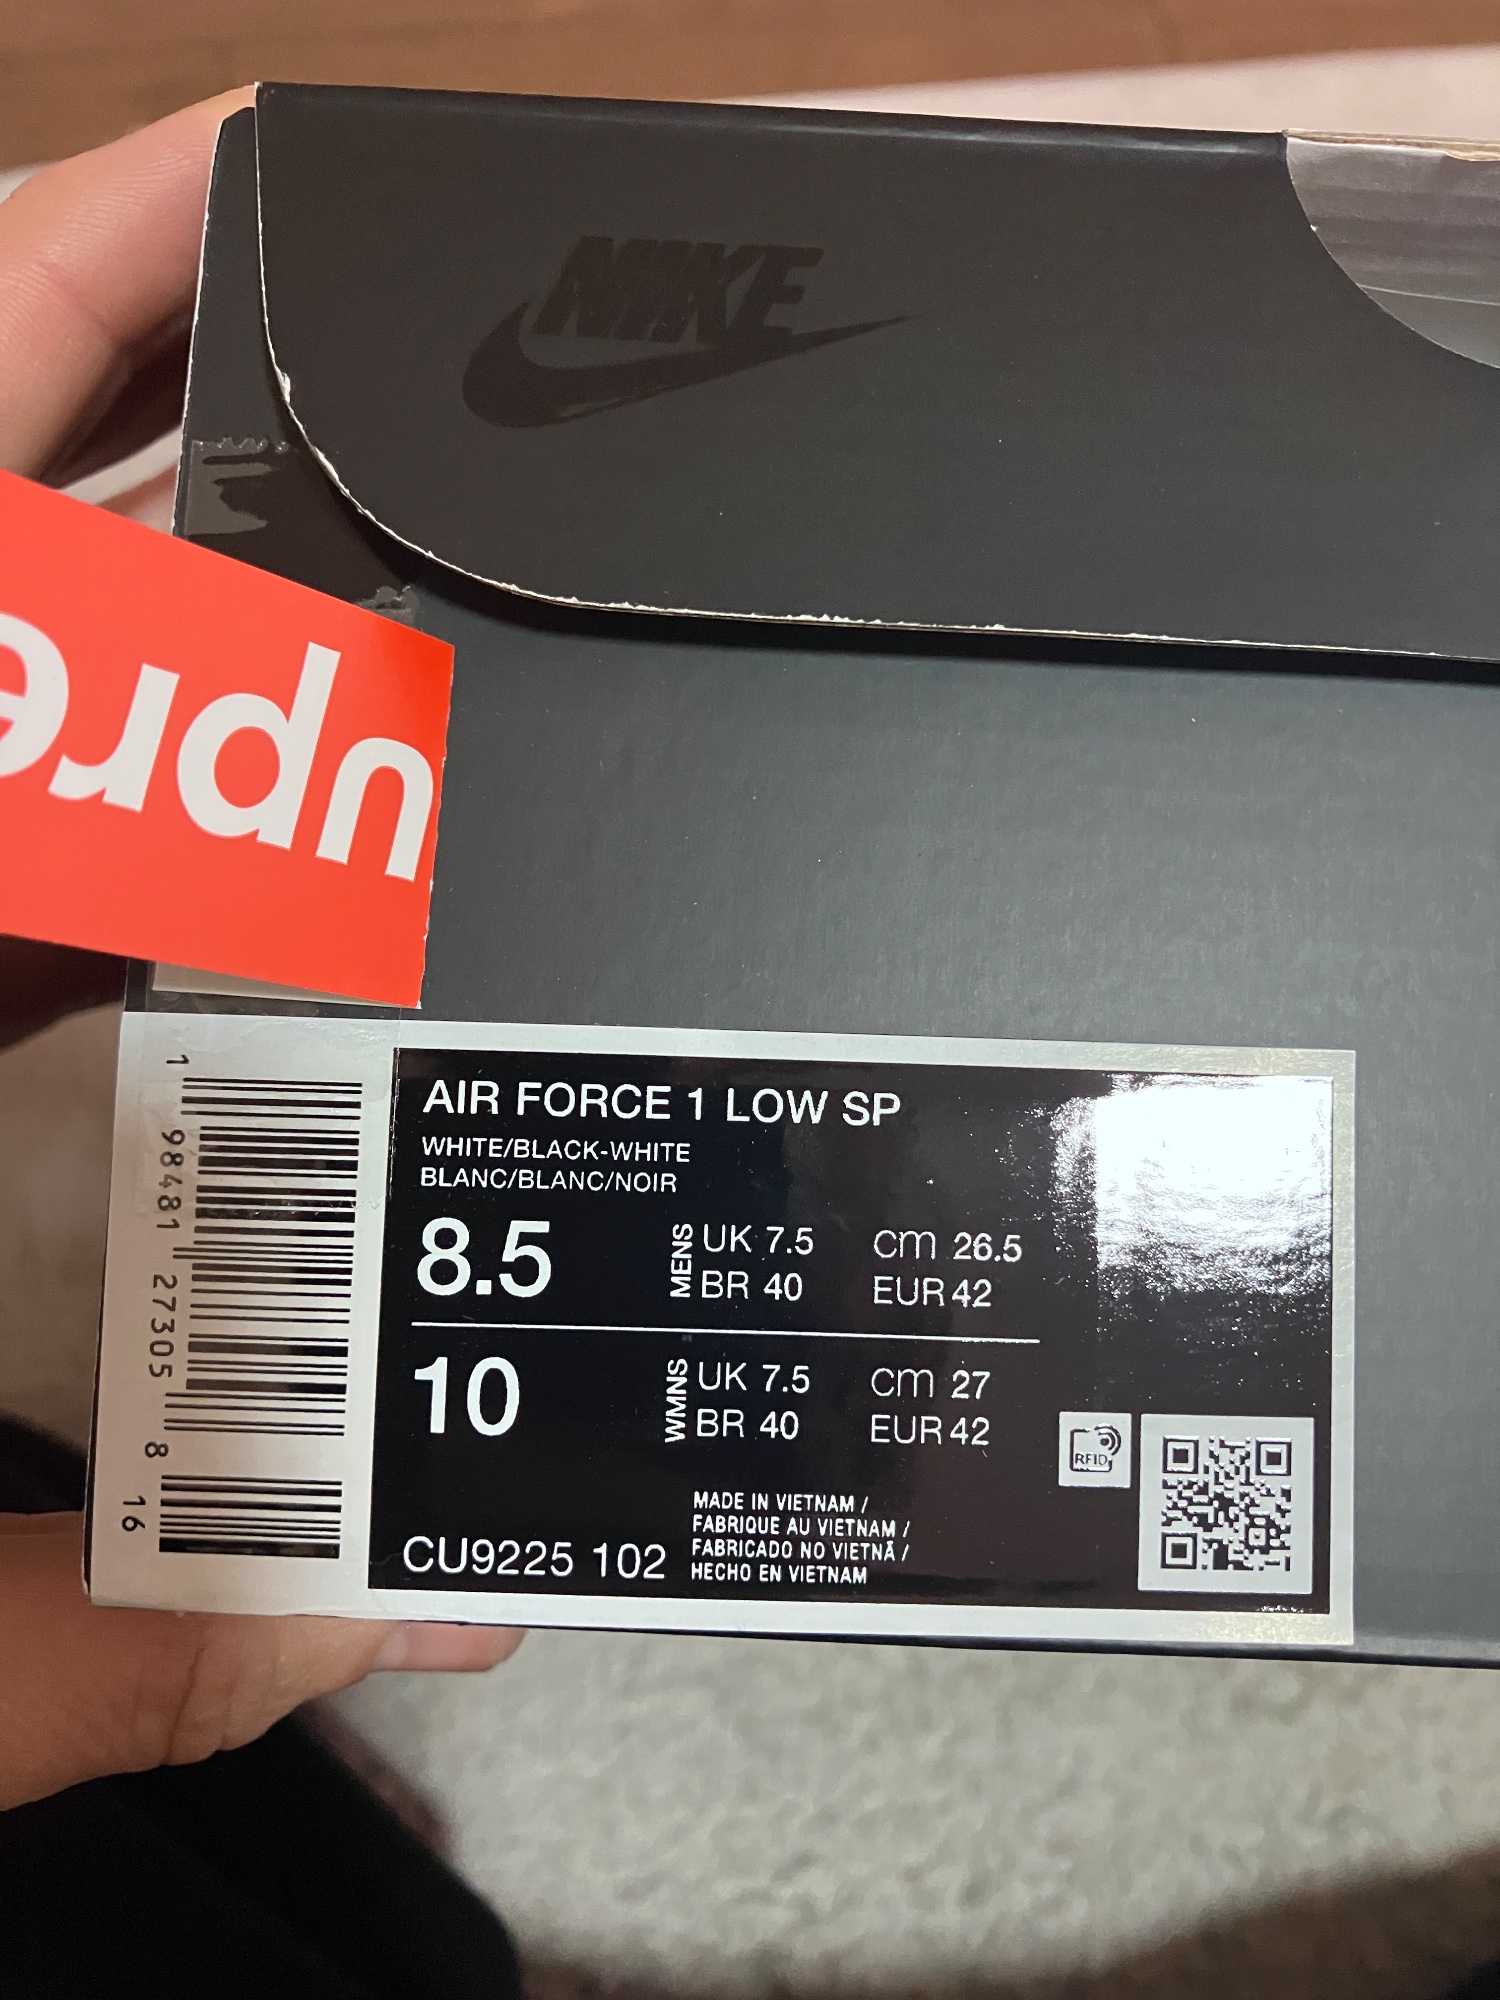 NIKE
upre
AIR FORCE 1 LOW SP
WHITE/BLACK-WHITE
BLANC/BLANC/NOIR
8.5 MENS UK 7.5 cm 26.5
BR 40 EUR 42
10 WMNS UK 7.5 cm 27
BR 40 EUR 42
RFID
CU9225 102
MADE IN VIETNAM /
FABRIQUE AU VIETNAM /
FABRICADO NO VIETNÃ /
HECHO EN VIETNAM
1 98481 27305 8 16